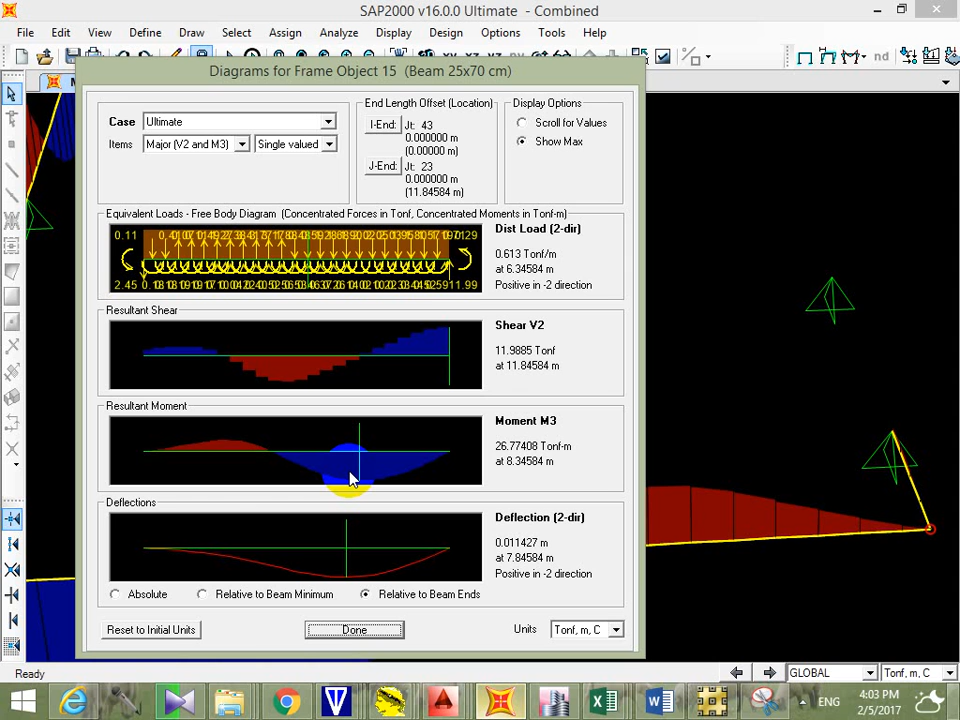 SAP2000 v16.0.0 Ultimate - Combined
File Edit View Define Draw Select Assign Analyze Display Design Options Tools Help
nd
Diagrams for Frame Object 15 (Beam 25x70 cm)
Case Ultimate
Items Major (V2 and M3) Single valued
End Length Offset (Location)
I-End: Jt: 43
0.000000 m
(0.00000 m)
J-End: Jt: 23
0.000000 m
(11.84584 m)
Display Options
Scroll for Values
Show Max
Equivalent Loads - Free Body Diagram (Concentrated Forces in Tonf, Concentrated Moments in Tonf-m)
0.11
2.45
11.99
Dist Load (2-dir)
0.613 Tonf/m
at 6.34584 m
Positive in -2 direction
Resultant Shear
Shear V2
11.9885 Tonf
at 11.84584 m
Resultant Moment
Moment M3
26.77408 Tonf-m
at 8.34584 m
Deflections
Deflection (2-dir)
0.011427 m
at 7.84584 m
Positive in -2 direction
Absolute Relative to Beam Minimum Relative to Beam Ends
Reset to Initial Units Done Units Tonf, m, C
Ready GLOBAL Tonf, m, C
ENG
4:03 PM
2/5/2017